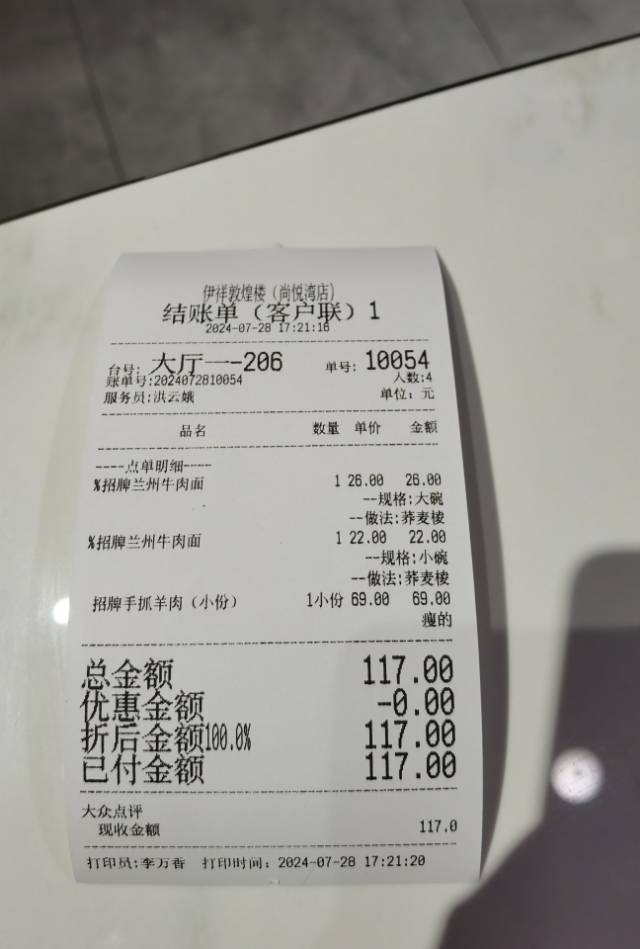 伊祥敦煌楼（尚悦湾店）
结账单（客户联）1
2024-07-28 17:21:16
台号: 大厅一-206 单号: 10054
账单号:2024072810054 人数:4
服务员:洪云娥 单位: 元
品名 数量 单价 金额
----点单明细----
%招牌兰州牛肉面 1 26.00 26.00
--规格:大碗
--做法:荞麦棱
%招牌兰州牛肉面 1 22.00 22.00
--规格:小碗
--做法:荞麦棱
招牌手抓羊肉（小份） 1小份 69.00 69.00
瘦的
总金额 117.00
优惠金额 -0.00
折后金额100.0% 117.00
已付金额 117.00
大众点评
现收金额 117.0
打印员:李万香 打印时间: 2024-07-28 17:21:20